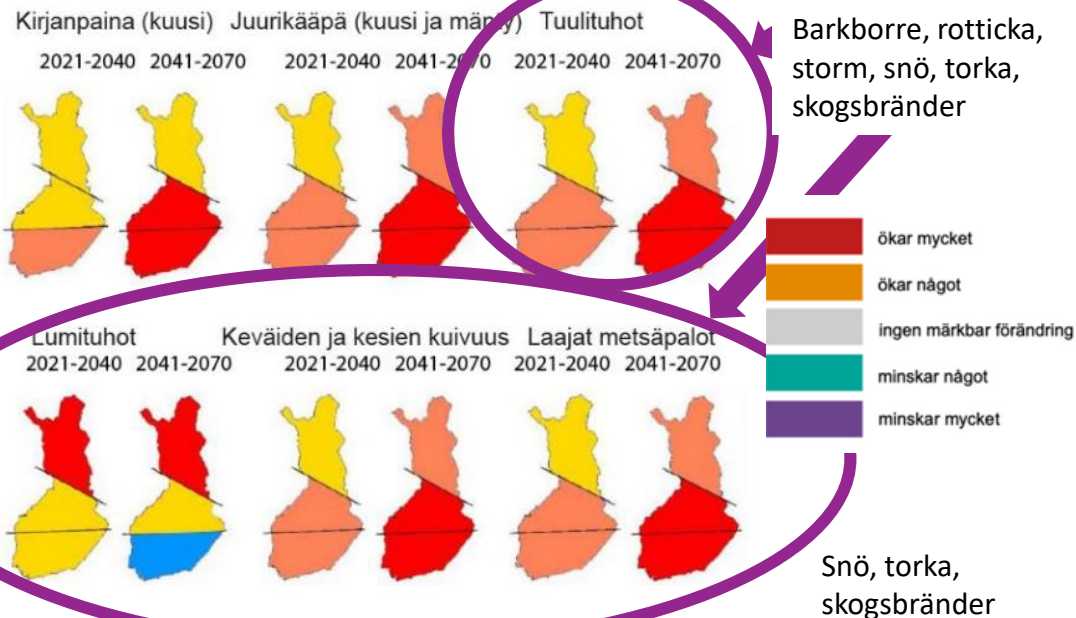 Kirjanpaina (kuusi) Juurikääpä (kuusi ja mänty) Tuulituhot
2021-2040 2041-2070 2021-2040 2041-2070 2021-2040 2041-2070
Barkborre, rotticka,
storm, snö, torka,
skogsbränder
ökar mycket
ökar något
ingen märkbar förändring
minskar något
minskar mycket
Lumituhot Keväiden ja kesien kuivuus Laajat metsäpalot
2021-2040 2041-2070 2021-2040 2041-2070 2021-2040 2041-2070
Snö, torka,
skogsbränder